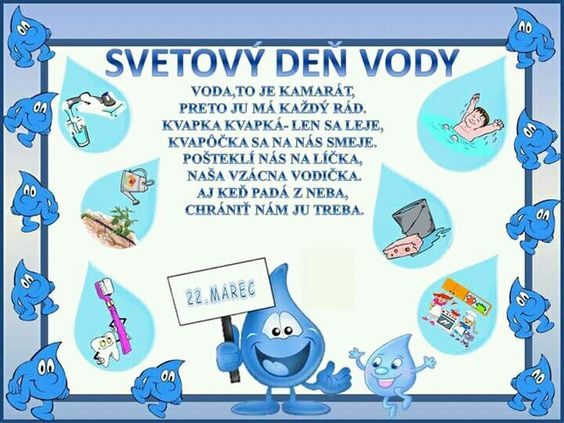 SVETOVÝ DEŇ VODY
VODA,TO JE KAMARÁT,
PRETO JU MÁ KAŽDÝ RÁD.
KVAPKA KVAPKÁ- LEN SA LEJE,
KVAPÔČKA SA NA NÁS SMEJE.
POŠTEKLÍ NÁS NA LÍČKA,
NAŠA VZÁCNA VODIČKA.
AJ KEĎ PADÁ Z NEBA,
CHRÁNIŤ NÁM JU TREBA.
22.MAREC